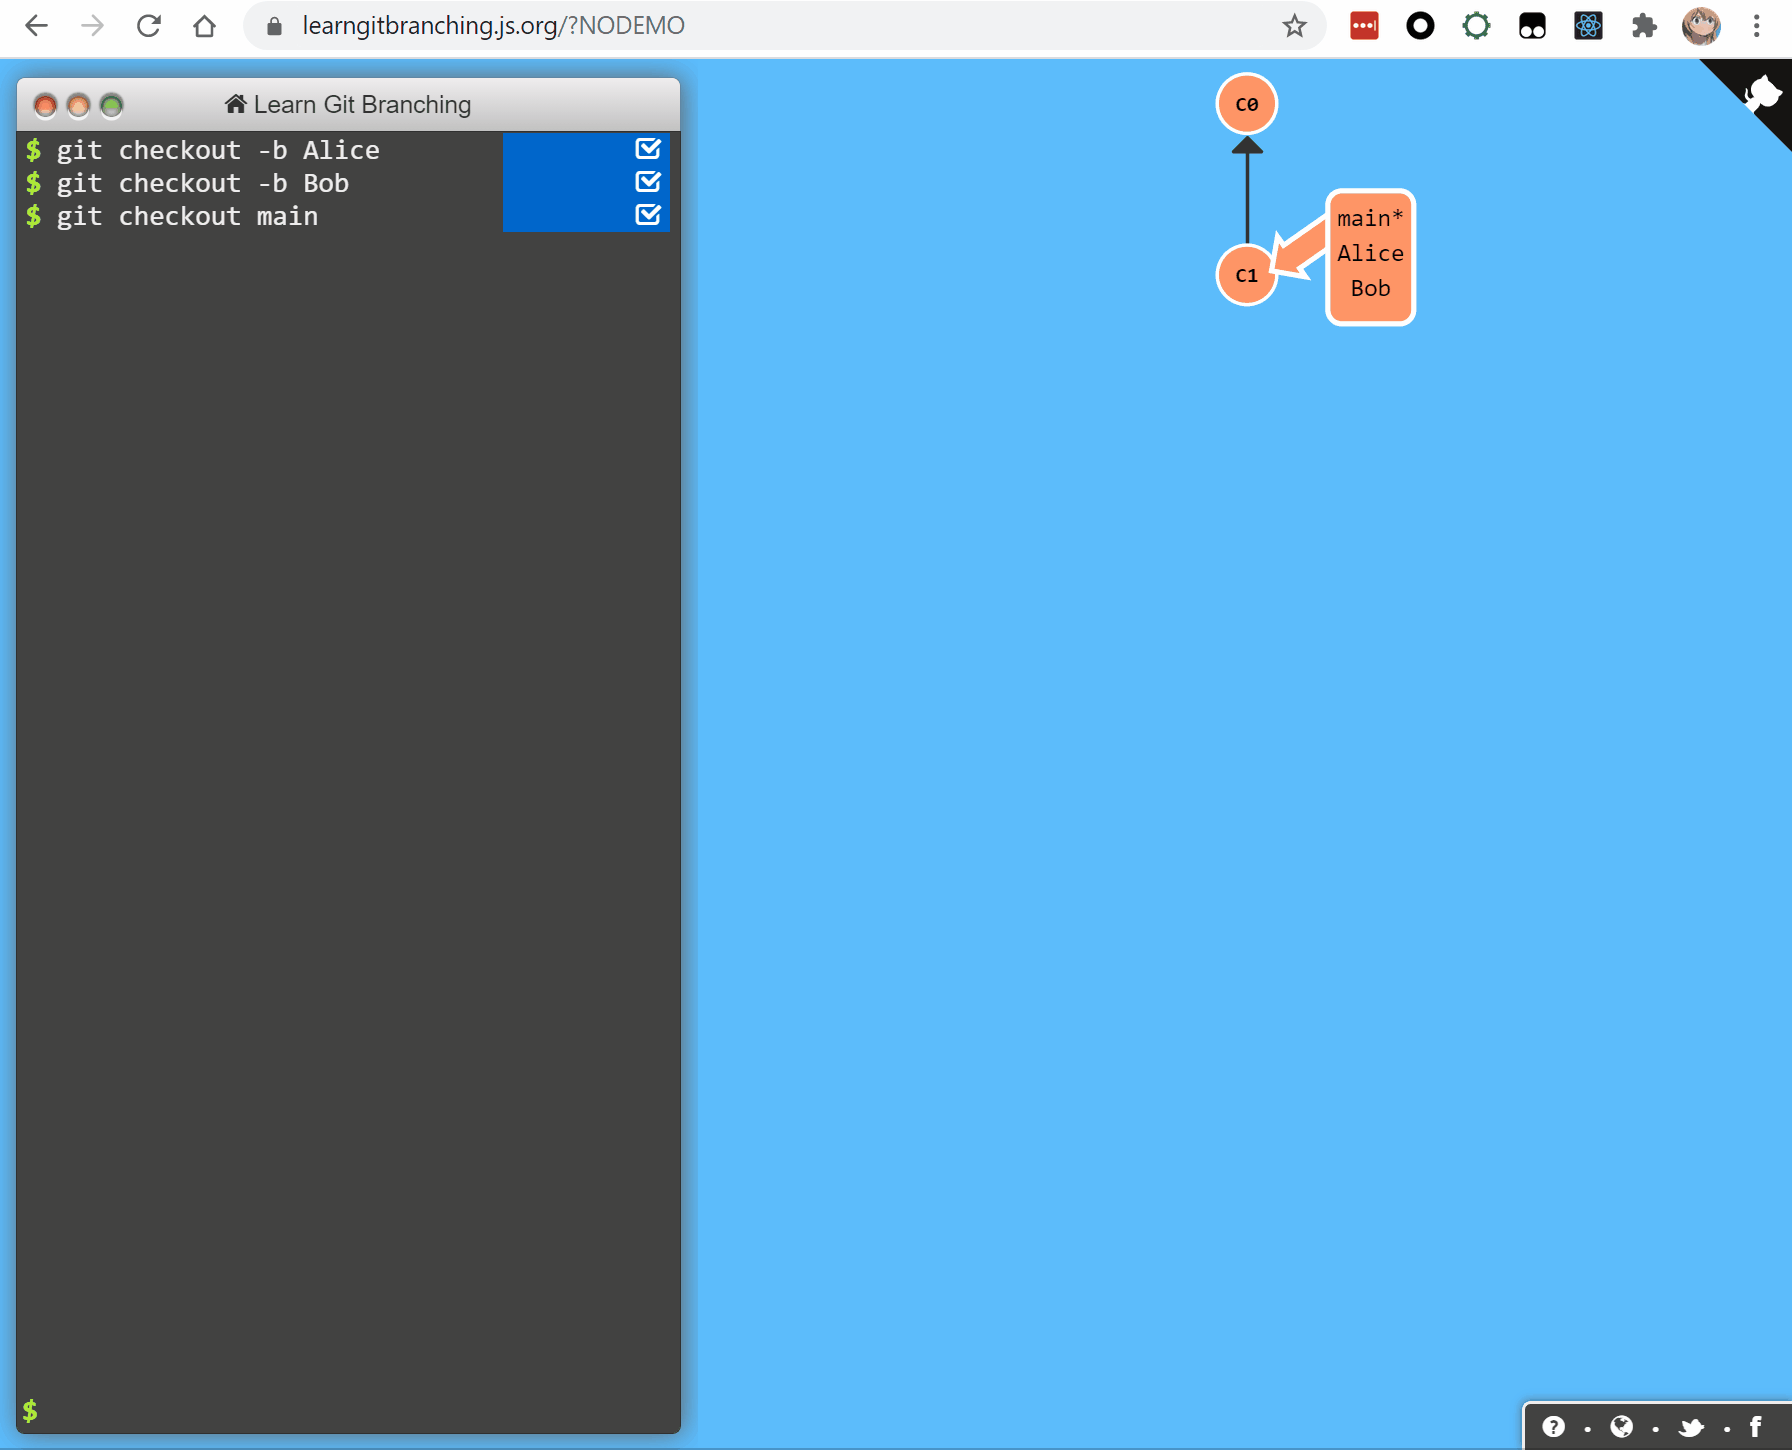 learngitbranching.js.org/?NODEMO
Learn Git Branching
$ git checkout -b Alice
$ git checkout -b Bob
$ git checkout main
$
C0
C1
main*
Alice
Bob